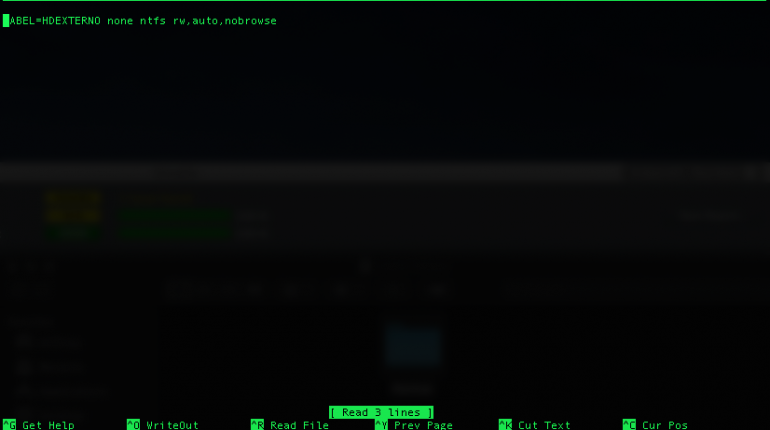 ABEL=HDEXTERNO none ntfs rw,auto,nobrowse
[ Read 3 lines ]
^G Get Help ^O WriteOut ^R Read File ^Y Prev Page ^K Cut Text ^C Cur Pos